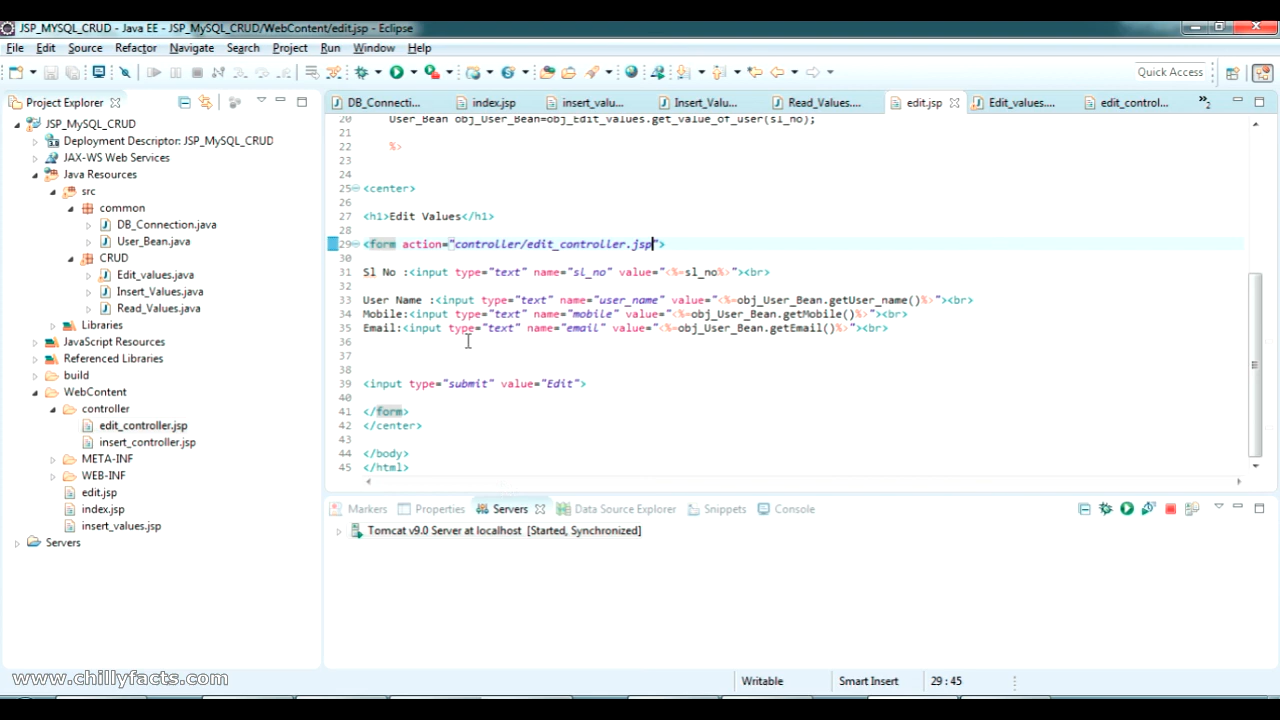 JSP_MYSQL_CRUD - Java EE - JSP_MySQL_CRUD/WebContent/edit.jsp - Eclipse
File Edit Source Refactor Navigate Search Project Run Window Help
Quick Access
Project Explorer
DB_Connecti... index.jsp insert_valu... Insert_Valu... Read_Values.... edit.jsp Edit_values.... edit_control... »2
JSP_MySQL_CRUD
Deployment Descriptor: JSP_MySQL_CRUD
JAX-WS Web Services
Java Resources
src
common
DB_Connection.java
User_Bean.java
CRUD
Edit_values.java
Insert_Values.java
Read_Values.java
Libraries
JavaScript Resources
Referenced Libraries
build
WebContent
controller
edit_controller.jsp
insert_controller.jsp
META-INF
WEB-INF
edit.jsp
index.jsp
insert_values.jsp
Servers
20 User_Bean obj_User_Bean=obj_Edit_values.get_value_of_user(sl_no);
21
22 %>
23
24
25 <center>
26
27 <h1>Edit Values</h1>
28
29 <form action="controller/edit_controller.jsp">
30
31 Sl No :<input type="text" name="sl_no" value="<%=sl_no%>"><br>
32
33 User Name :<input type="text" name="user_name" value="<%=obj_User_Bean.getUser_name()%>"><br>
34 Mobile:<input type="text" name="mobile" value="<%=obj_User_Bean.getMobile()%>"><br>
35 Email:<input type="text" name="email" value="<%=obj_User_Bean.getEmail()%>"><br>
36
37
38
39 <input type="submit" value="Edit">
40
41 </form>
42 </center>
43
44 </body>
45 </html>
Markers Properties Servers Data Source Explorer Snippets Console
Tomcat v9.0 Server at localhost [Started, Synchronized]
www.chillyfacts.com
Writable Smart Insert 29 : 45